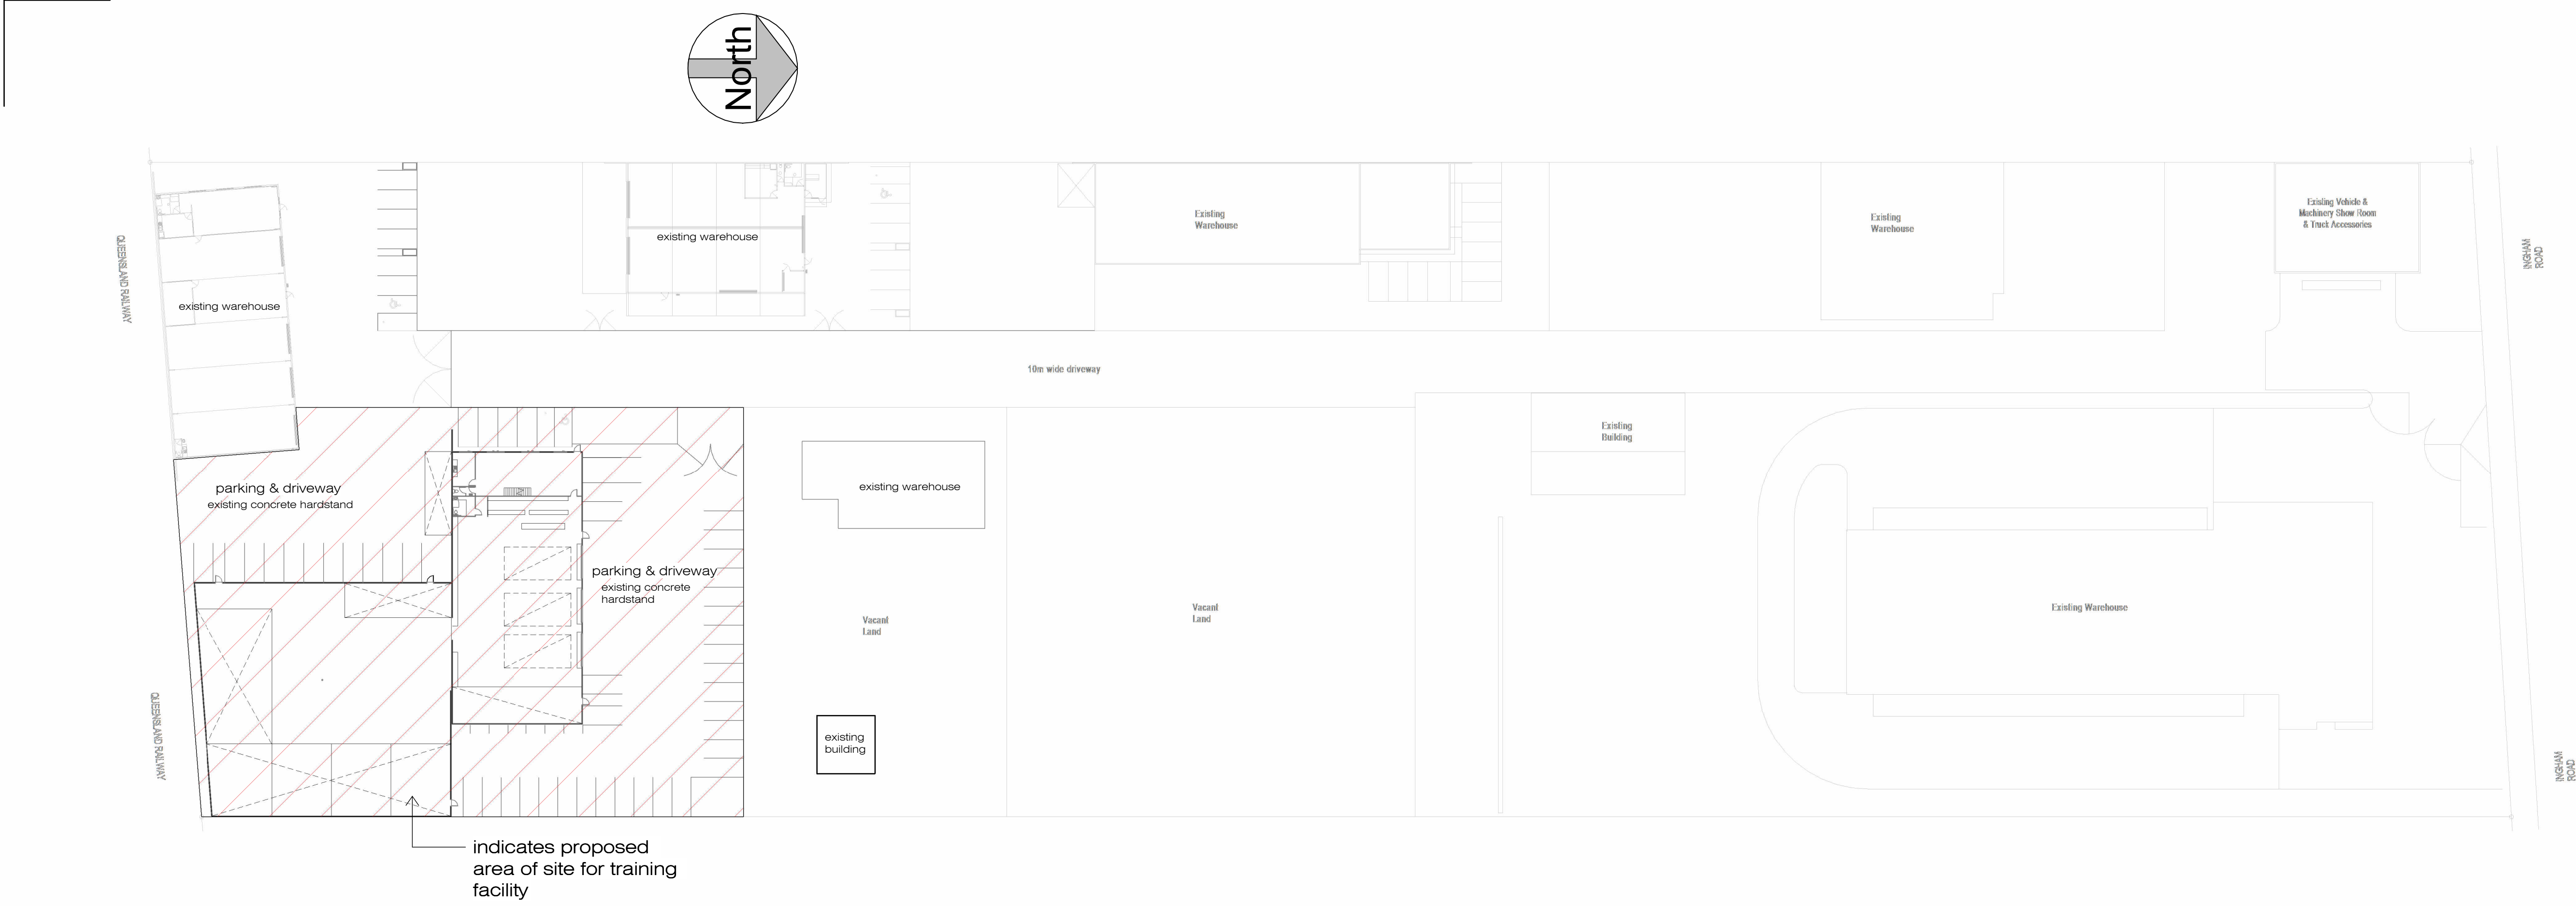 North
QUEENSLAND RAILWAY
existing warehouse
existing warehouse
Existing
Warehouse
Existing
Warehouse
Existing Vehicle &
Machinery Show Room
& Truck Accessories
INGHAM
ROAD
10m wide driveway
parking & driveway
existing concrete hardstand
parking & driveway
existing concrete
hardstand
existing warehouse
Existing
Building
Vacant
Land
Vacant
Land
Existing Warehouse
QUEENSLAND RAILWAY
existing
building
INGHAM
ROAD
indicates proposed
area of site for training
facility